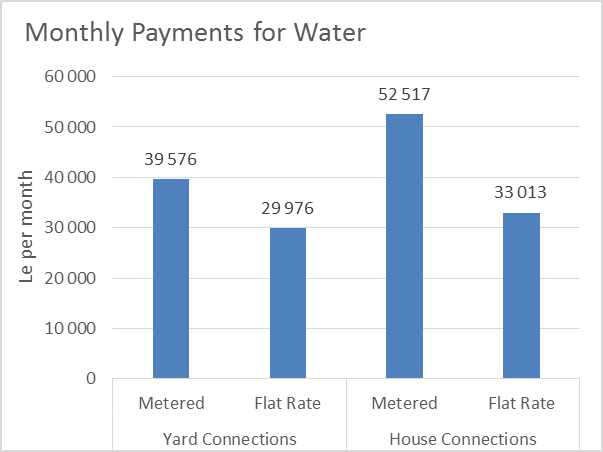 Monthly Payments for Water
Le per month
60 000
50 000
40 000
30 000
20 000
10 000
0
39 576
29 976
52 517
33 013
Metered
Flat Rate
Metered
Flat Rate
Yard Connections
House Connections